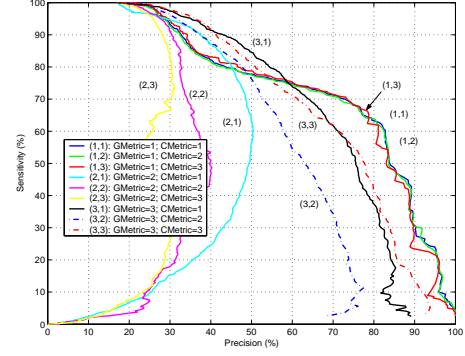 100
90
80
70
60
50
40
30
20
10
0
Sensitivity (%)
(3,1)
(2,3)
(2,2)
(2,1)
(3,3)
(1,3)
(1,1)
(1,2)
(3,2)
(1,1): GMetric=1; CMetric=1
(1,2): GMetric=1; CMetric=2
(1,3): GMetric=1; CMetric=3
(2,1): GMetric=2; CMetric=1
(2,2): GMetric=2; CMetric=2
(2,3): GMetric=2; CMetric=3
(3,1): GMetric=3; CMetric=1
(3,2): GMetric=3; CMetric=2
(3,3): GMetric=3; CMetric=3
0 10 20 30 40 50 60 70 80 90 100
Precision (%)